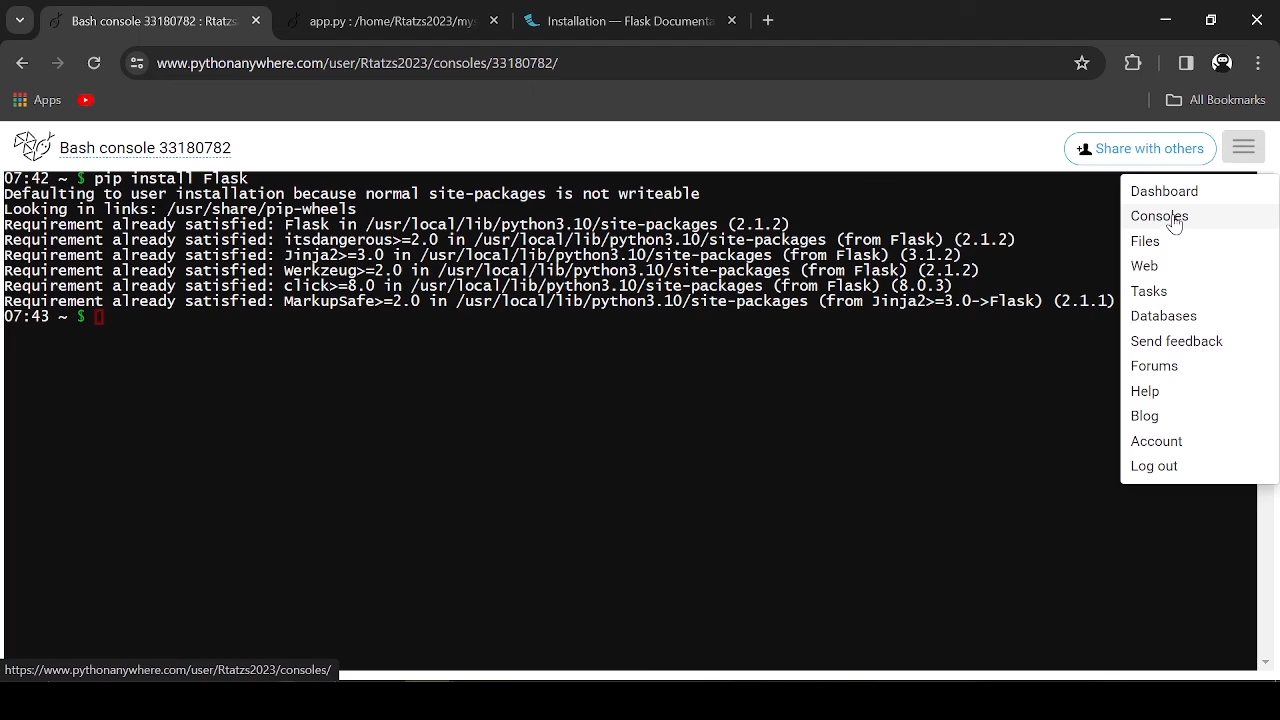 Bash console 33180782 : Rtatzs
app.py : /home/Rtatzs2023/mys
Installation — Flask Documenta
www.pythonanywhere.com/user/Rtatzs2023/consoles/33180782/
Apps
All Bookmarks
Bash console 33180782
Share with others
07:42 ~ $ pip install Flask
Defaulting to user installation because normal site-packages is not writeable
Looking in links: /usr/share/pip-wheels
Requirement already satisfied: Flask in /usr/local/lib/python3.10/site-packages (2.1.2)
Requirement already satisfied: itsdangerous>=2.0 in /usr/local/lib/python3.10/site-packages (from Flask) (2.1.2)
Requirement already satisfied: Jinja2>=3.0 in /usr/local/lib/python3.10/site-packages (from Flask) (3.1.2)
Requirement already satisfied: Werkzeug>=2.0 in /usr/local/lib/python3.10/site-packages (from Flask) (2.1.2)
Requirement already satisfied: click>=8.0 in /usr/local/lib/python3.10/site-packages (from Flask) (8.0.3)
Requirement already satisfied: MarkupSafe>=2.0 in /usr/local/lib/python3.10/site-packages (from Jinja2>=3.0->Flask) (2.1.1)
07:43 ~ $
Dashboard
Consoles
Files
Web
Tasks
Databases
Send feedback
Forums
Help
Blog
Account
Log out
https://www.pythonanywhere.com/user/Rtatzs2023/consoles/